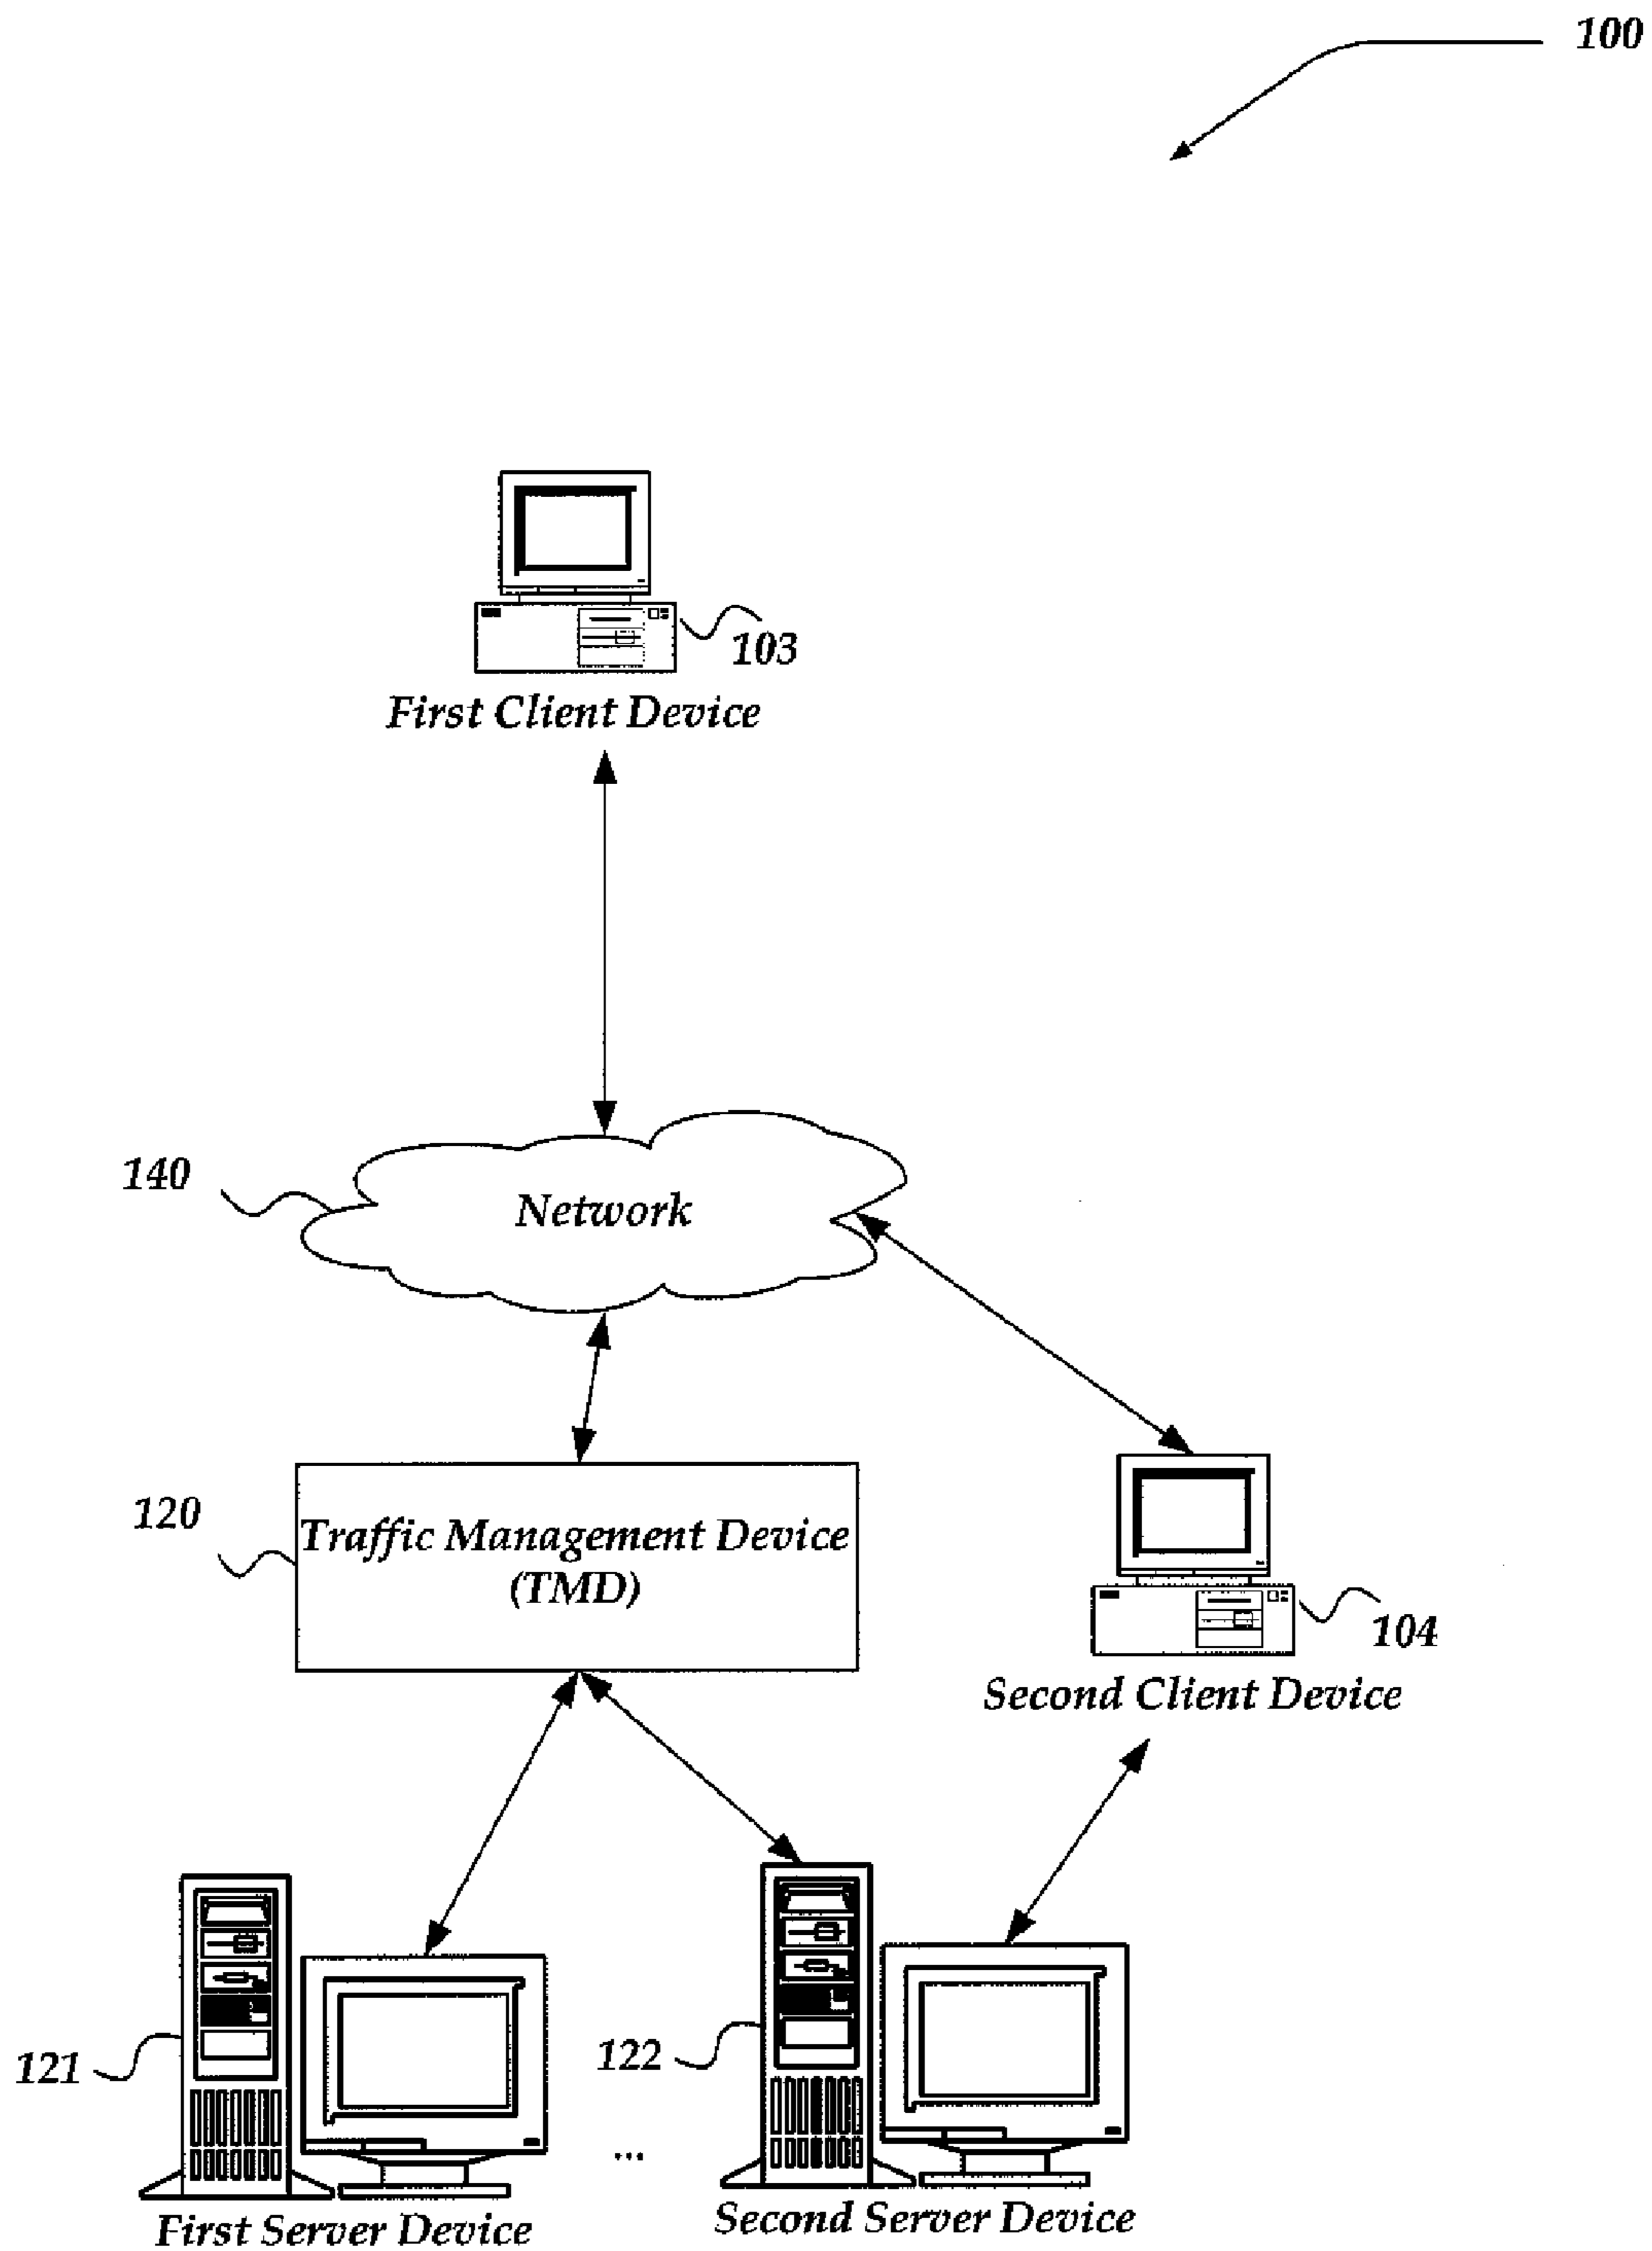 100
103
First Client Device
140
Network
120
Traffic Management Device
(TMD)
104
Second Client Device
121
122
...
First Server Device
Second Server Device